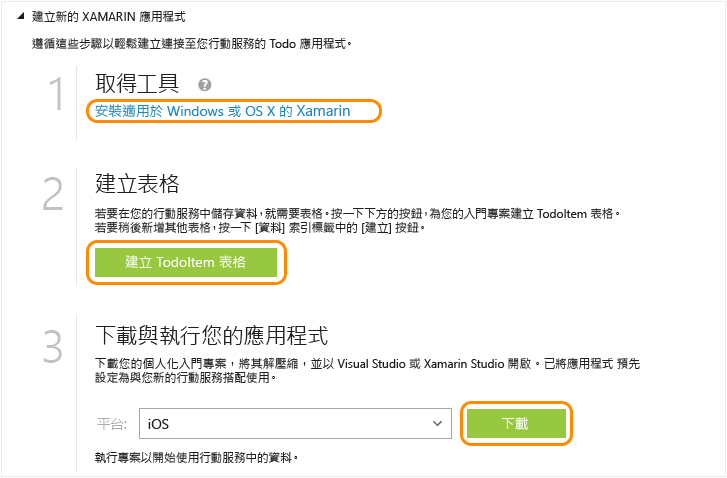 建立新的 XAMARIN 應用程式
遵循這些步驟以輕鬆建立連接至您行動服務的 Todo 應用程式。
1
取得工具 ?
安裝適用於 Windows 或 OS X 的 Xamarin
2
建立表格
若要在您的行動服務中儲存資料,就需要表格。按一下下方的按鈕,為您的入門專案建立 TodoItem 表格。
若要稍後新增其他表格,按一下 [資料] 索引標籤中的 [建立] 按鈕。
建立 TodoItem 表格
3
下載與執行您的應用程式
下載您的個人化入門專案，將其解壓縮，並以 Visual Studio 或 Xamarin Studio 開啟。已將應用程式 預先
設定為與您新的行動服務搭配使用。
平台: iOS 下載
執行專案以開始使用行動服務中的資料。